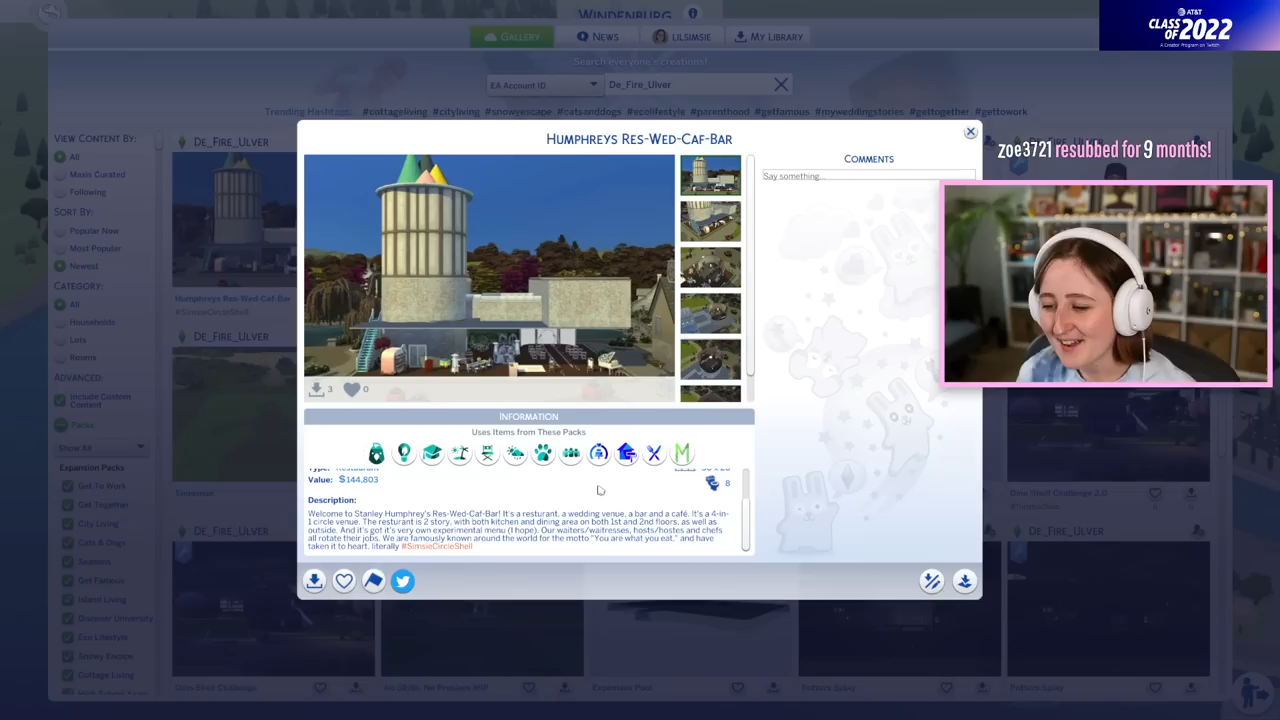 WINDENBURG
AT&T
CLASS
OF 2022
A Creator Program on Twitch
GALLERY
NEWS
LILSIMSIE
MY LIBRARY
Search everyone's creations!
EA Account ID
De_Fire_Ulver
Trending Hashtags:
#cottageliving #cityliving #snowyescape #catsanddogs #ecolifestyle #parenthood #getfamous #myweddingstories #gettogether #gettowork
VIEW CONTENT BY:
All
Maxis Curated
Following
SORT BY:
Popular Now
Most Popular
Newest
CATEGORY:
All
Households
Lots
Rooms
ADVANCED:
Include Custom
Content
Packs
Show All
Expansion Packs
Get To Work
Get Together
City Living
Cats & Dogs
Seasons
Get Famous
Island Living
Discover University
Eco Lifestyle
Snowy Escape
Cottage Living
DE_FIRE_ULVER
Humphreys Res-Wed-Caf-Bar
#SimsieCircleShell
DE_FIRE_ULVER
DE_FIRE_ULVER
HUMPHREYS RES-WED-CAF-BAR
3
0
COMMENTS
Say something...
INFORMATION
Uses Items from These Packs
Type: Restaurant
Value: §144,803
8
Description:
Welcome to Stanley Humphrey's Res-Wed-Caf-Bar! It's a resturant, a wedding venue, a bar and a café. It's a 4-in-
1 circle venue. The resturant is 2 story, with both kitchen and dining area on both 1st and 2nd floors, as well as
outside. And it's got it's very own experimental menu (I hope). Our waiters/waitresses, hosts/hostes and chefs
all rotate their jobs. We are famously known around the world for the motto "You are what you eat," and have
taken it to heart. literally #SimsieCircleShell
zoe3721 resubbed for 9 months!
DE_FIRE_ULVER
DE_FIRE_ULVER